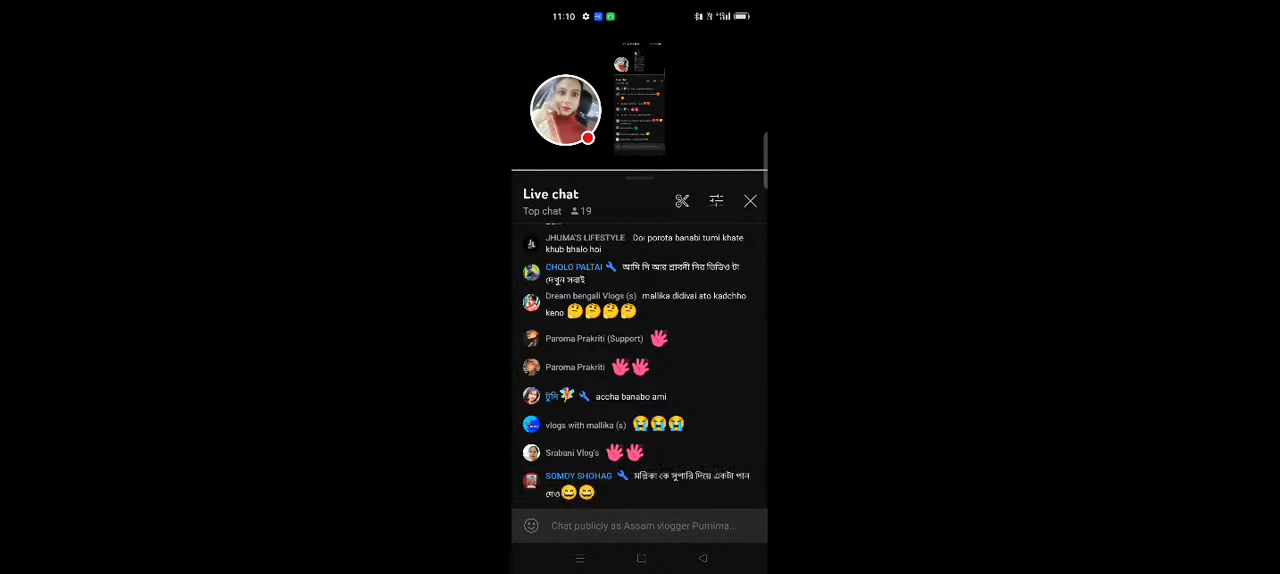 11:10
Live chat
Top chat 19
JHUMA'S LIFESTYLE Doi porota banabi tumi khate
khub bhalo hoi
CHOLO PALTAI আদি দি আর শ্রাবনী দির ভিডিও টা
দেখুন সবাই
Dream bengali Vlogs (s) mallika didivai ato kadchho
keno 🤔🤔🤔🤔
Paroma Prakriti (Support)
Paroma Prakriti
টুনি accha banabo ami
vlogs with mallika (s) 😭😭😭
Srabani Vlog's
SOMOY SHOHAG মল্লিকা কে সুপারি দিয়ে একটা পান
দেও😄😄
Chat publicly as Assam vlogger Purnima...